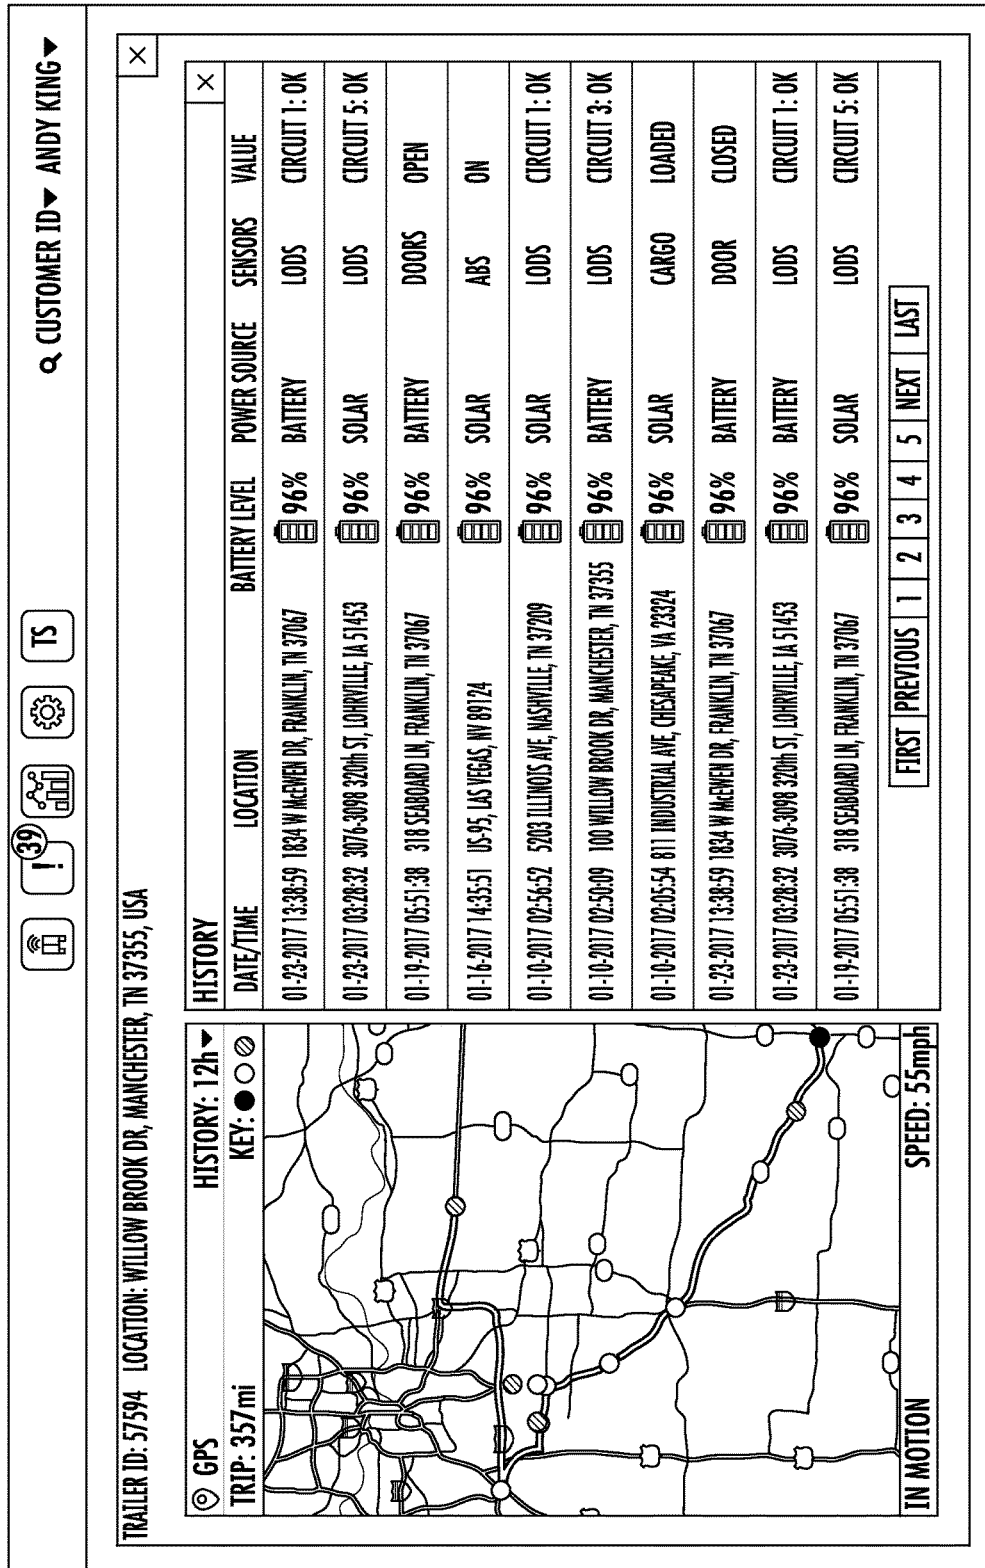 39
TS
CUSTOMER ID ANDY KING
TRAILER ID: 57594 LOCATION: WILLOW BROOK DR, MANCHESTER, TN 37355, USA
X
GPS HISTORY: 12h
TRIP: 357mi KEY:
IN MOTION SPEED: 55mph
HISTORY X
DATE/TIME LOCATION BATTERY LEVEL POWER SOURCE SENSORS VALUE
01-23-2017 13:38:59 1834 W McEWEN DR, FRANKLIN, TN 37067 96% BATTERY LODS CIRCUIT 1: OK
01-23-2017 03:28:32 3076-3098 320th ST, LOHRVILLE, IA 51453 96% SOLAR LODS CIRCUIT 5: OK
01-19-2017 05:51:38 318 SEABOARD LN, FRANKLIN, TN 37067 96% BATTERY DOORS OPEN
01-16-2017 14:35:51 US-95, LAS VEGAS, NV 89124 96% SOLAR ABS ON
01-10-2017 02:56:52 5203 ILLINOIS AVE, NASHVILLE, TN 37209 96% SOLAR LODS CIRCUIT 1: OK
01-10-2017 02:50:09 100 WILLOW BROOK DR, MANCHESTER, TN 37355 96% BATTERY LODS CIRCUIT 3: OK
01-10-2017 02:05:54 811 INDUSTRIAL AVE, CHESAPEAKE, VA 23324 96% SOLAR CARGO LOADED
01-23-2017 13:38:59 1834 W McEWEN DR, FRANKLIN, TN 37067 96% BATTERY DOOR CLOSED
01-23-2017 03:28:32 3076-3098 320th ST, LOHRVILLE, IA 51453 96% BATTERY LODS CIRCUIT 1: OK
01-19-2017 05:51:38 318 SEABOARD LN, FRANKLIN, TN 37067 96% SOLAR LODS CIRCUIT 5: OK
FIRST PREVIOUS 1 2 3 4 5 NEXT LAST